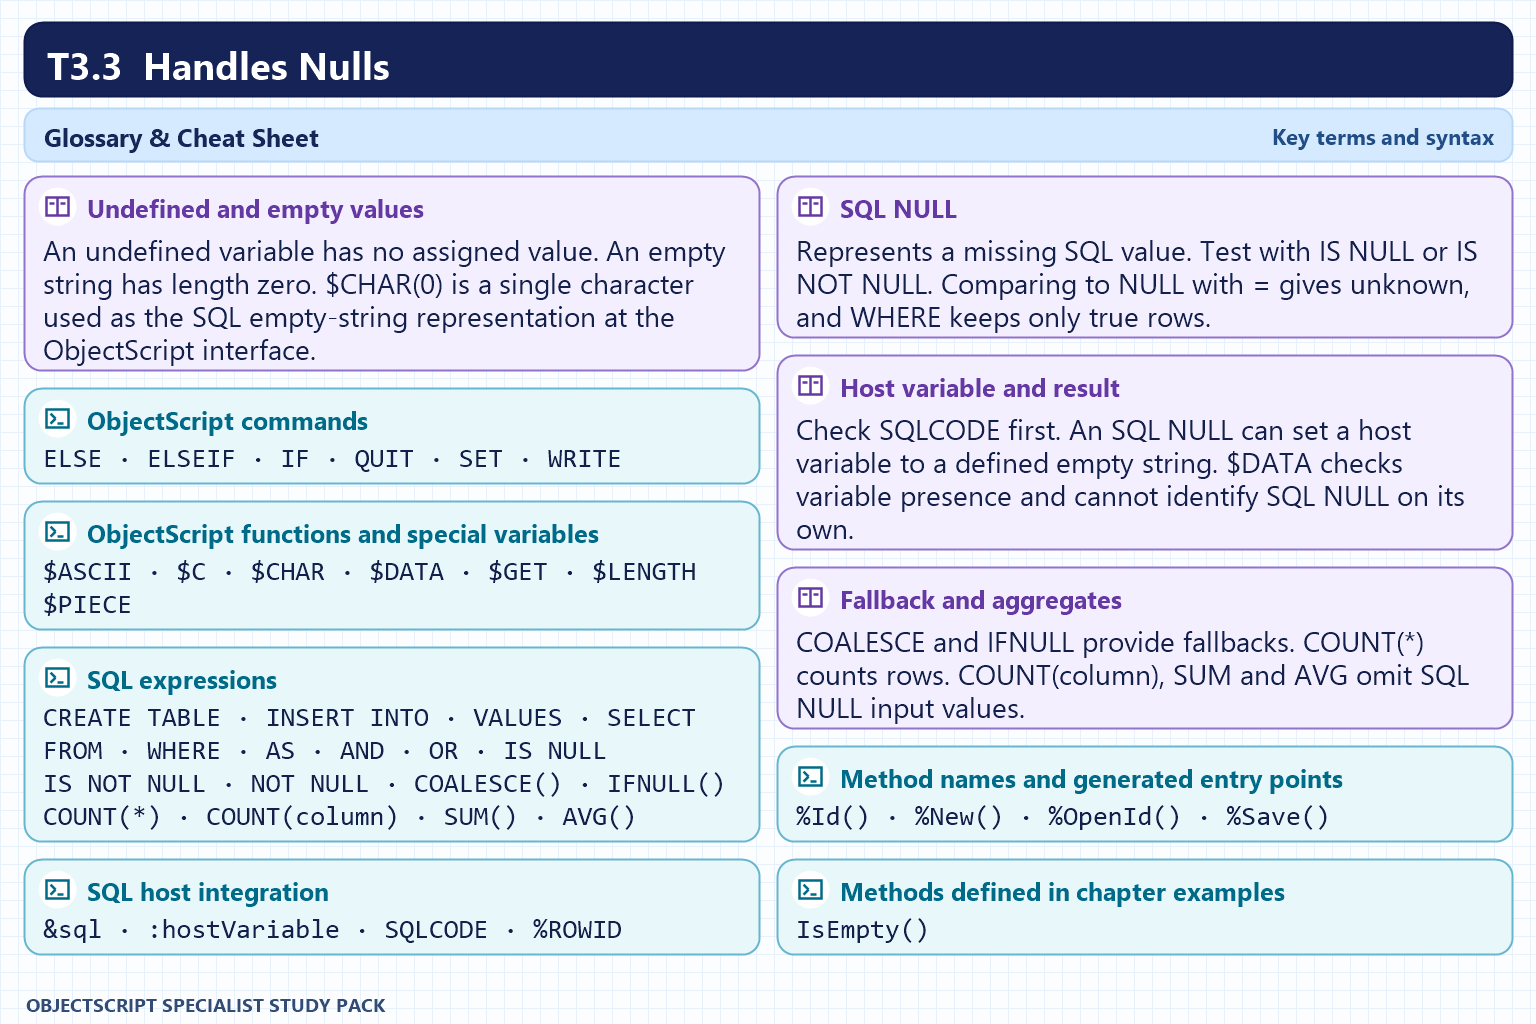 T3.3 Handles Nulls
Glossary & Cheat Sheet
Key terms and syntax
Undefined and empty values
An undefined variable has no assigned value. An empty
string has length zero. $CHAR(0) is a single character
used as the SQL empty-string representation at the
ObjectScript interface.
ObjectScript commands
ELSE · ELSEIF · IF · QUIT · SET · WRITE
ObjectScript functions and special variables
$ASCII · $C · $CHAR · $DATA · $GET · $LENGTH
$PIECE
SQL expressions
CREATE TABLE · INSERT INTO · VALUES · SELECT
FROM · WHERE · AS · AND · OR · IS NULL
IS NOT NULL · NOT NULL · COALESCE() · IFNULL()
COUNT(*) · COUNT(column) · SUM() · AVG()
SQL host integration
&sql · :hostVariable · SQLCODE · %ROWID
SQL NULL
Represents a missing SQL value. Test with IS NULL or IS
NOT NULL. Comparing to NULL with = gives unknown,
and WHERE keeps only true rows.
Host variable and result
Check SQLCODE first. An SQL NULL can set a host
variable to a defined empty string. $DATA checks
variable presence and cannot identify SQL NULL on its
own.
Fallback and aggregates
COALESCE and IFNULL provide fallbacks. COUNT(*)
counts rows. COUNT(column), SUM and AVG omit SQL
NULL input values.
Method names and generated entry points
%Id() · %New() · %OpenId() · %Save()
Methods defined in chapter examples
IsEmpty()
OBJECTSCRIPT SPECIALIST STUDY PACK